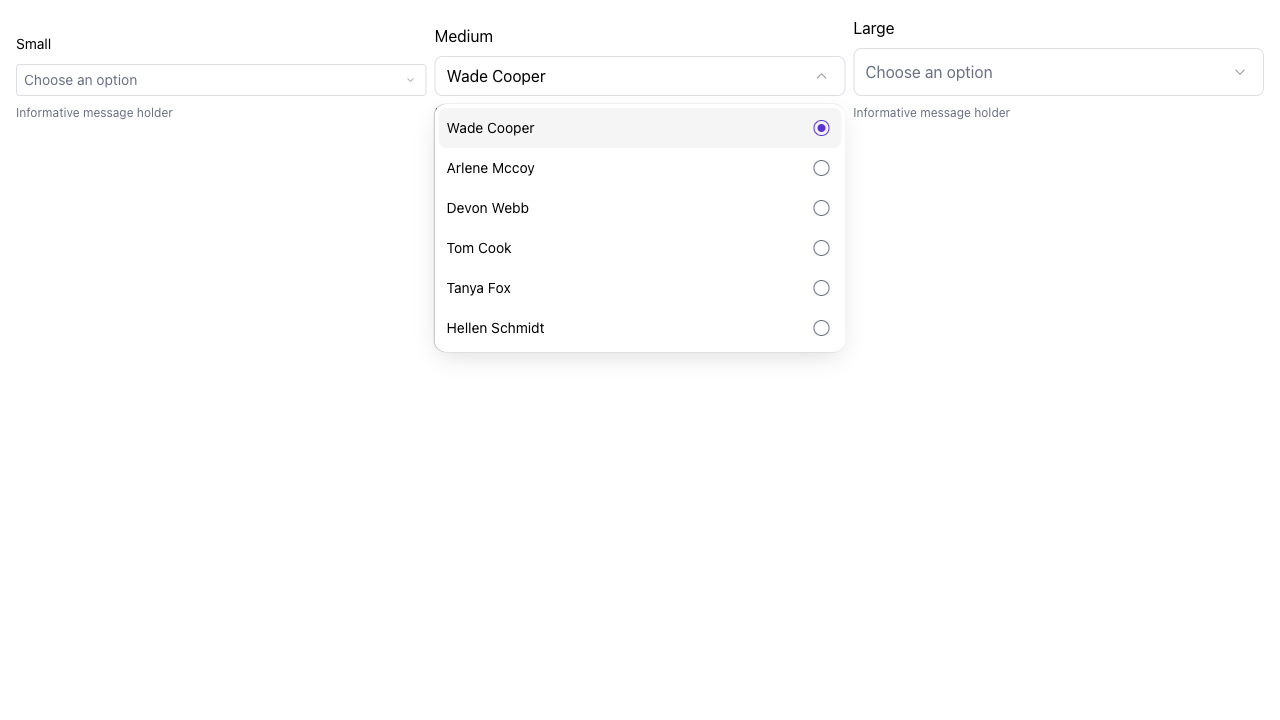 Small
Choose an option
Informative message holder
Medium
Wade Cooper
Wade Cooper
Arlene Mccoy
Devon Webb
Tom Cook
Tanya Fox
Hellen Schmidt
Large
Choose an option
Informative message holder